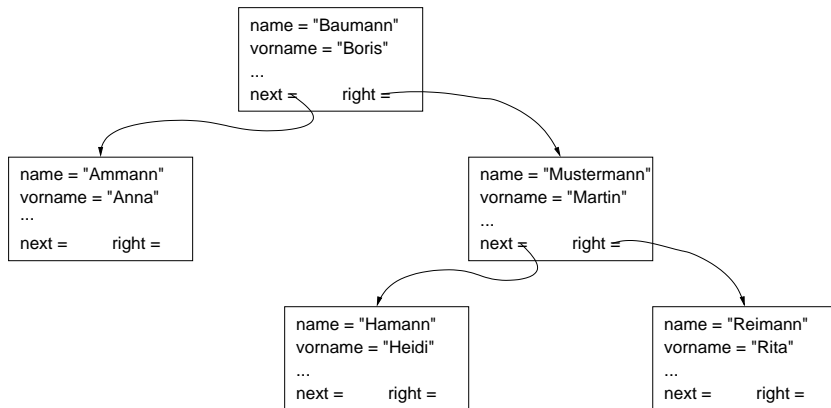 name = "Baumann"
vorname = "Boris"
...
next = right =
name = "Ammann"
vorname = "Anna"
...
next = right =
name = "Mustermann"
vorname = "Martin"
...
next = right =
name = "Hamann"
vorname = "Heidi"
...
next = right =
name = "Reimann"
vorname = "Rita"
...
next = right =